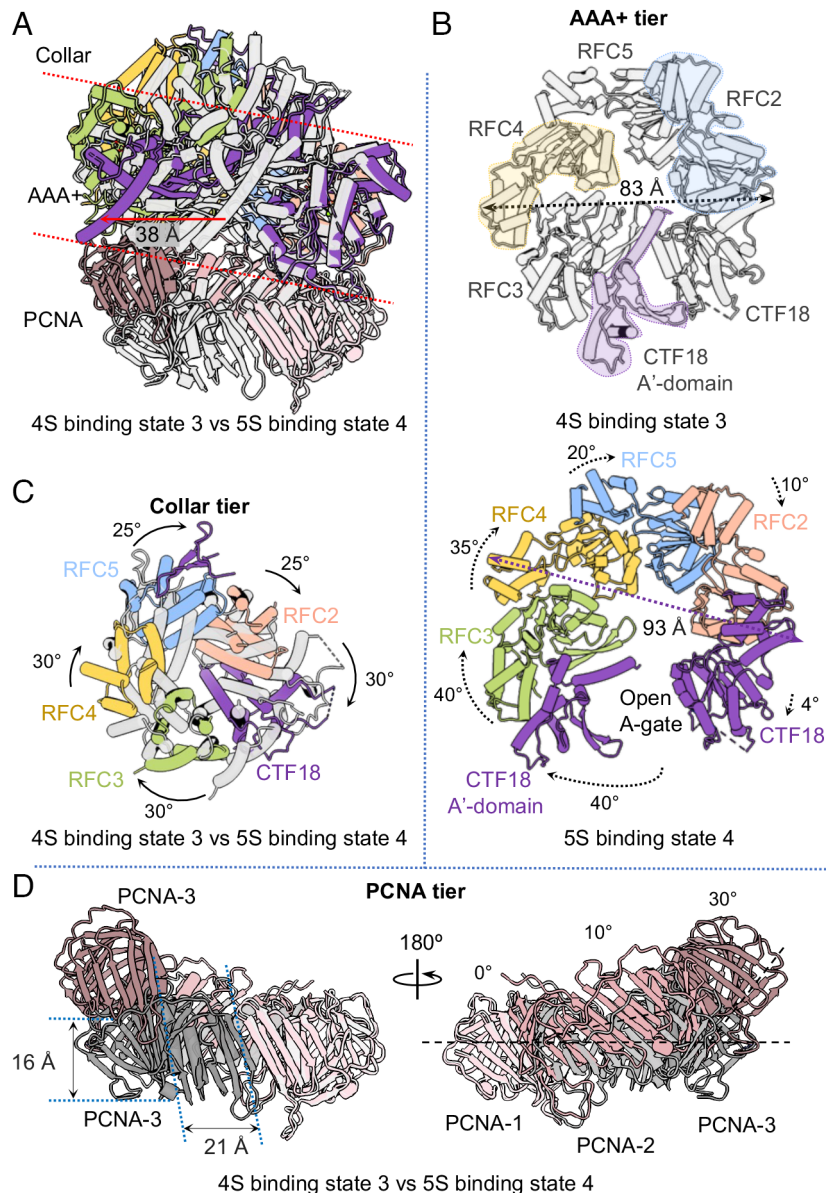 A
Collar
AAA+
38 Å
PCNA
4S binding state 3 vs 5S binding state 4
B
AAA+ tier
RFC5
RFC2
RFC4
83 Å
RFC3
CTF18
CTF18
A'-domain
4S binding state 3
20°
RFC5
10°
RFC4
RFC2
35°
93 Å
RFC3
40°
Open
A-gate
4°
CTF18
CTF18
A'-domain
40°
5S binding state 4
C
Collar tier
25°
RFC5
25°
RFC2
30°
30°
RFC4
RFC3
CTF18
30°
4S binding state 3 vs 5S binding state 4
D
PCNA tier
PCNA-3
16 Å
PCNA-3
21 Å
180º
0°
10°
30°
PCNA-1
PCNA-2
PCNA-3
4S binding state 3 vs 5S binding state 4